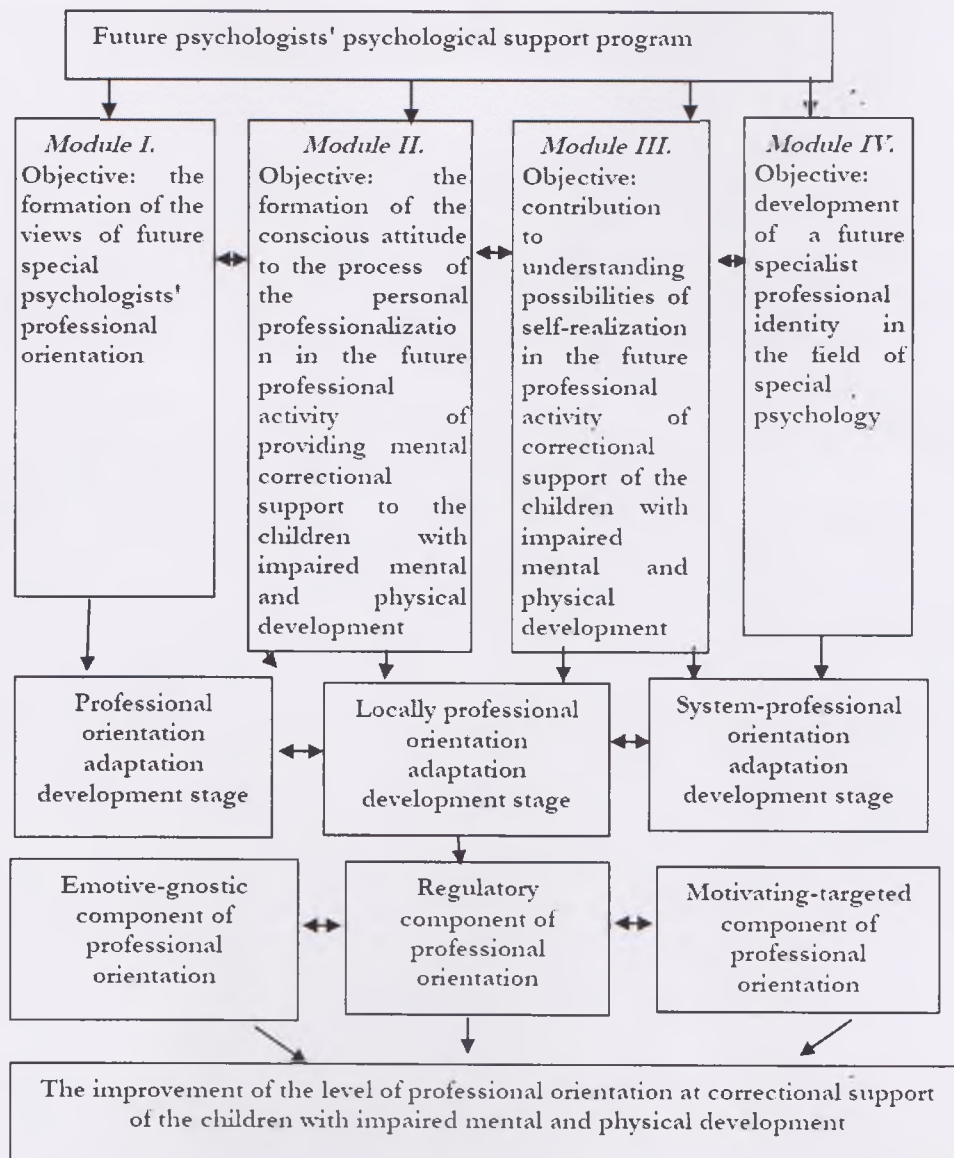 Future psychologists' psychological support program
Module I.
Objective: the
formation of the
views of future
special
psychologists'
professional
orientation
Module II.
Objective: the
formation of the
conscious attitude
to the process of
the personal
professionalizatio
n in the future
professional
activity of
providing mental
correctional
support to the
children with
impaired mental
and physical
development
Module III.
Objective:
contribution
to
understanding
possibilities of
self-realization
in the future
professional
activity of
correctional
support of the
children with
impaired
mental and
physical
development
Module IV.
Objective:
development
of a future
specialist
professional
identity in
the field of
special
psychology
Professional
orientation
adaptation
development stage
Locally professional
orientation
adaptation
development stage
System-professional
orientation
adaptation
development stage
Emotive-gnostic
component of
professional
orientation
Regulatory
component of
professional
orientation
Motivating-targeted
component of
professional
orientation
The improvement of the level of professional orientation at correctional support
of the children with impaired mental and physical development